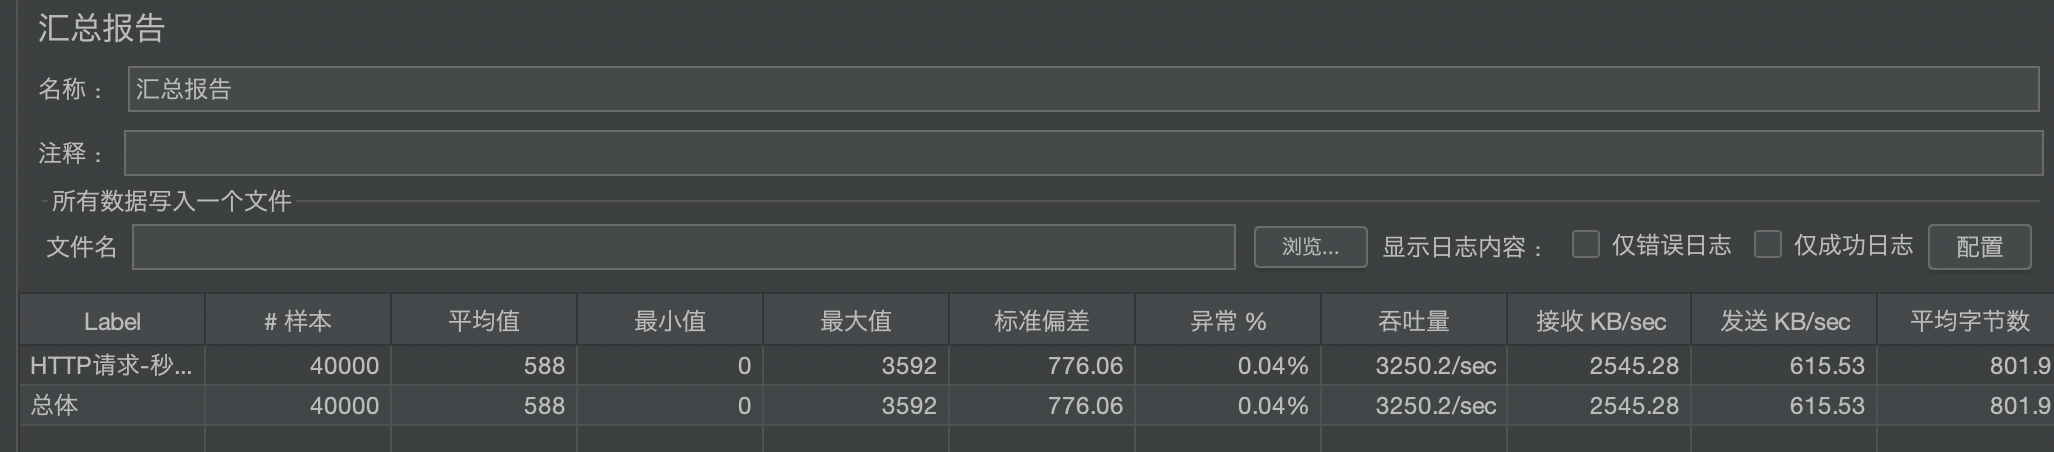 汇总报告
名称： 汇总报告
注释：
所有数据写入一个文件
文件名 浏览... 显示日志内容： 仅错误日志 仅成功日志 配置
Label # 样本 平均值 最小值 最大值 标准偏差 异常 % 吞吐量 接收 KB/sec 发送 KB/sec 平均字节数
HTTP请求-秒... 40000 588 0 3592 776.06 0.04% 3250.2/sec 2545.28 615.53 801.9
总体 40000 588 0 3592 776.06 0.04% 3250.2/sec 2545.28 615.53 801.9